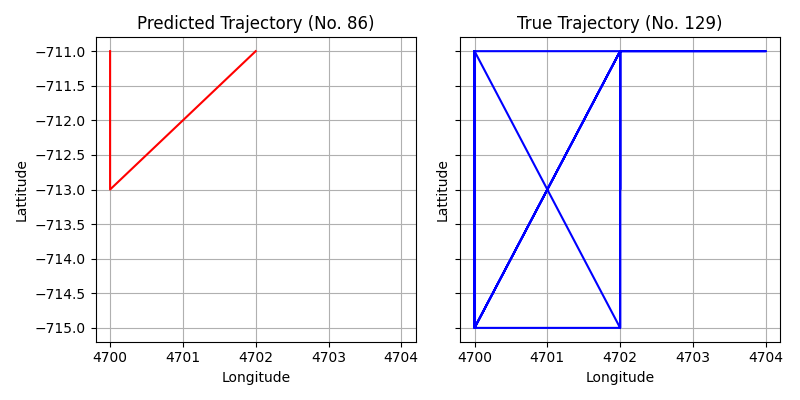 Predicted Trajectory (No. 86)
−711.0
−711.5
−712.0
−712.5
−713.0
−713.5
−714.0
−714.5
−715.0
4700 4701 4702 4703 4704
Longitude
Lattitude
True Trajectory (No. 129)
4700 4701 4702 4703 4704
Longitude
Lattitude